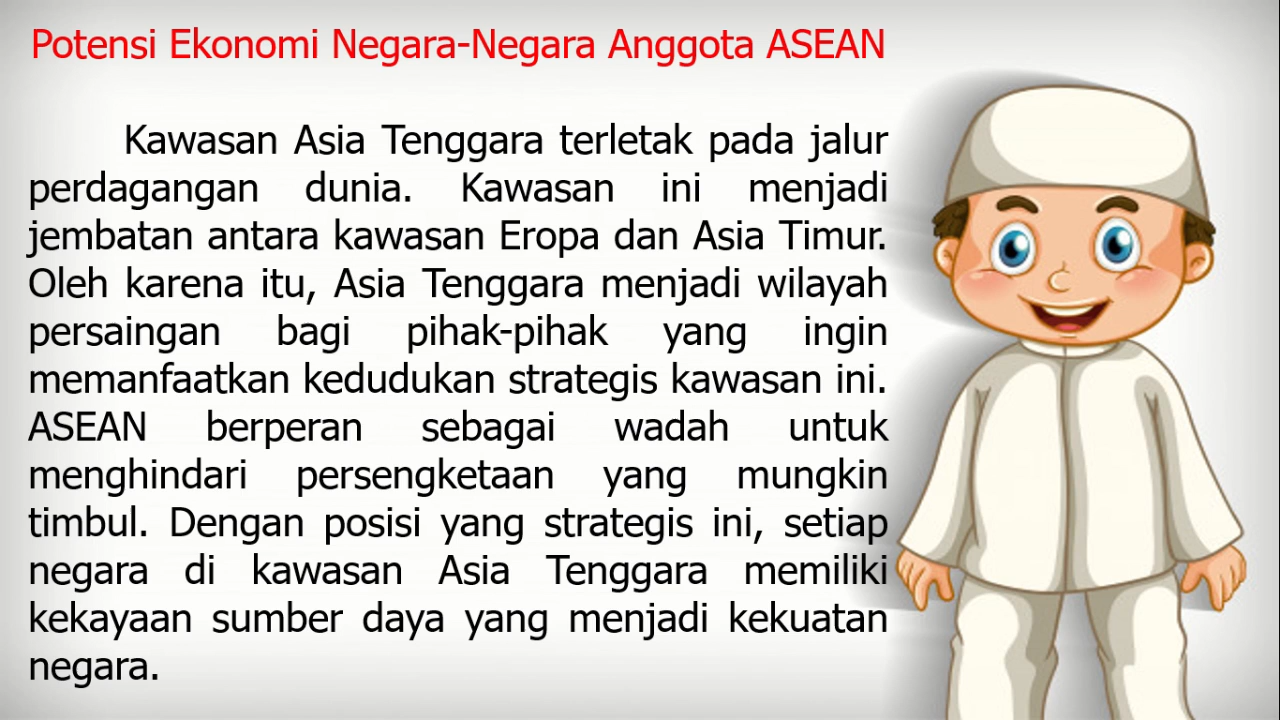 Potensi Ekonomi Negara-Negara Anggota ASEAN
Kawasan Asia Tenggara terletak pada jalur
perdagangan dunia. Kawasan ini menjadi
jembatan antara kawasan Eropa dan Asia Timur.
Oleh karena itu, Asia Tenggara menjadi wilayah
persaingan bagi pihak-pihak yang ingin
memanfaatkan kedudukan strategis kawasan ini.
ASEAN berperan sebagai wadah untuk
menghindari persengketaan yang mungkin
timbul. Dengan posisi yang strategis ini, setiap
negara di kawasan Asia Tenggara memiliki
kekayaan sumber daya yang menjadi kekuatan
negara.